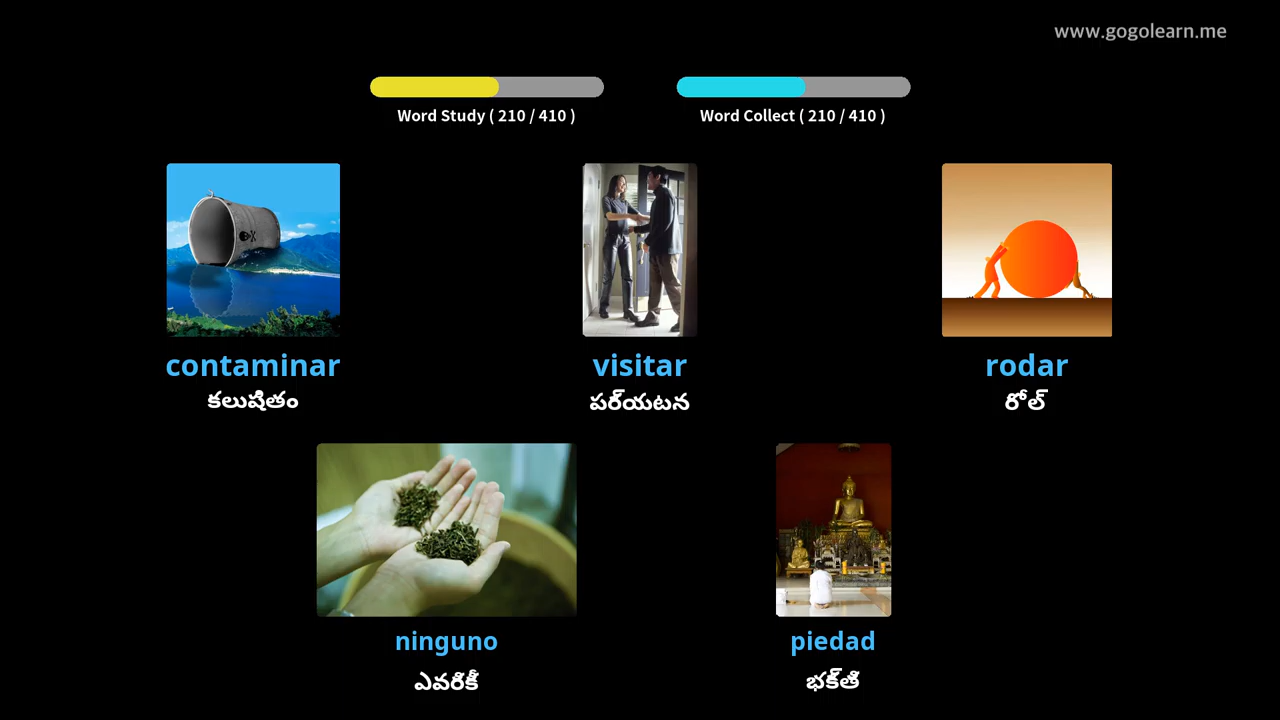 www.gogolearn.me
Word Study ( 210 / 410 )
Word Collect ( 210 / 410 )
contaminar
visitar
rodar
కలుషితం
పర్యటన
రోల్
ninguno
piedad
ఎవరికీ
భక్తి